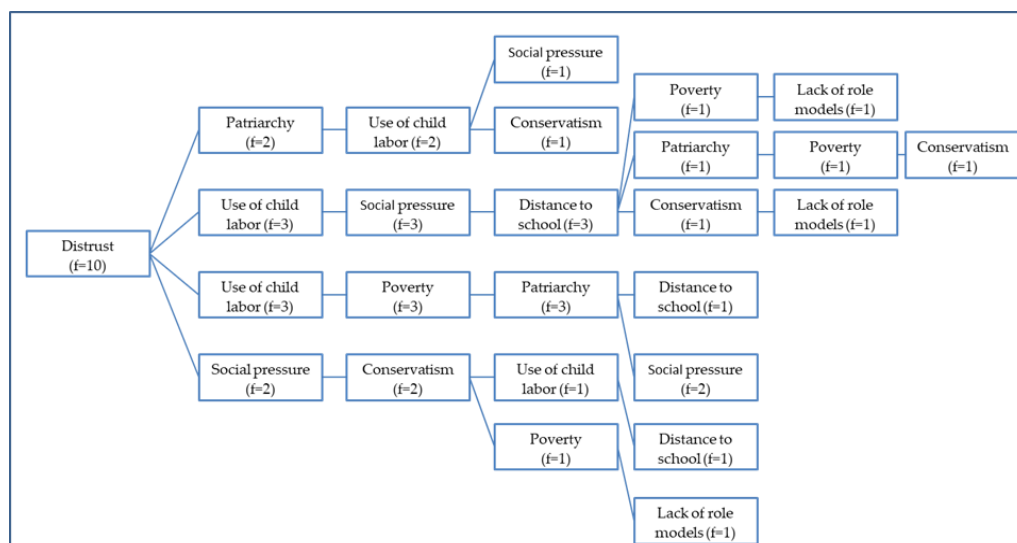 Social pressure
(f=1)
Poverty
(f=1)
Lack of role
models (f=1)
Patriarchy
(f=2)
Use of child
labor (f=2)
Conservatism
(f=1)
Patriarchy
(f=1)
Poverty
(f=1)
Conservatism
(f=1)
Use of child
labor (f=3)
Social pressure
(f=3)
Distance to
school (f=3)
Conservatism
(f=1)
Lack of role
models (f=1)
Distrust
(f=10)
Use of child
labor (f=3)
Poverty
(f=3)
Patriarchy
(f=3)
Distance to
school (f=1)
Social pressure
(f=2)
Conservatism
(f=2)
Use of child
labor (f=1)
Social pressure
(f=2)
Poverty
(f=1)
Distance to
school (f=1)
Lack of role
models (f=1)